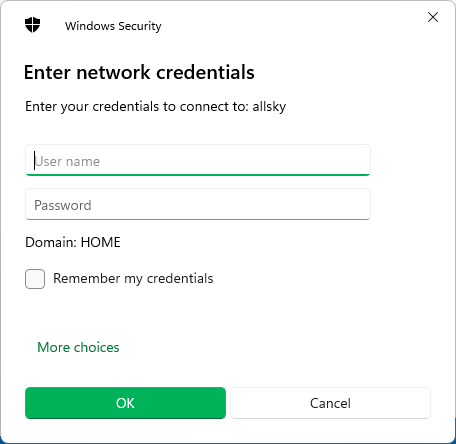 Windows Security
Enter network credentials
Enter your credentials to connect to: allsky
User name
Password
Domain: HOME
Remember my credentials
More choices
OK
Cancel